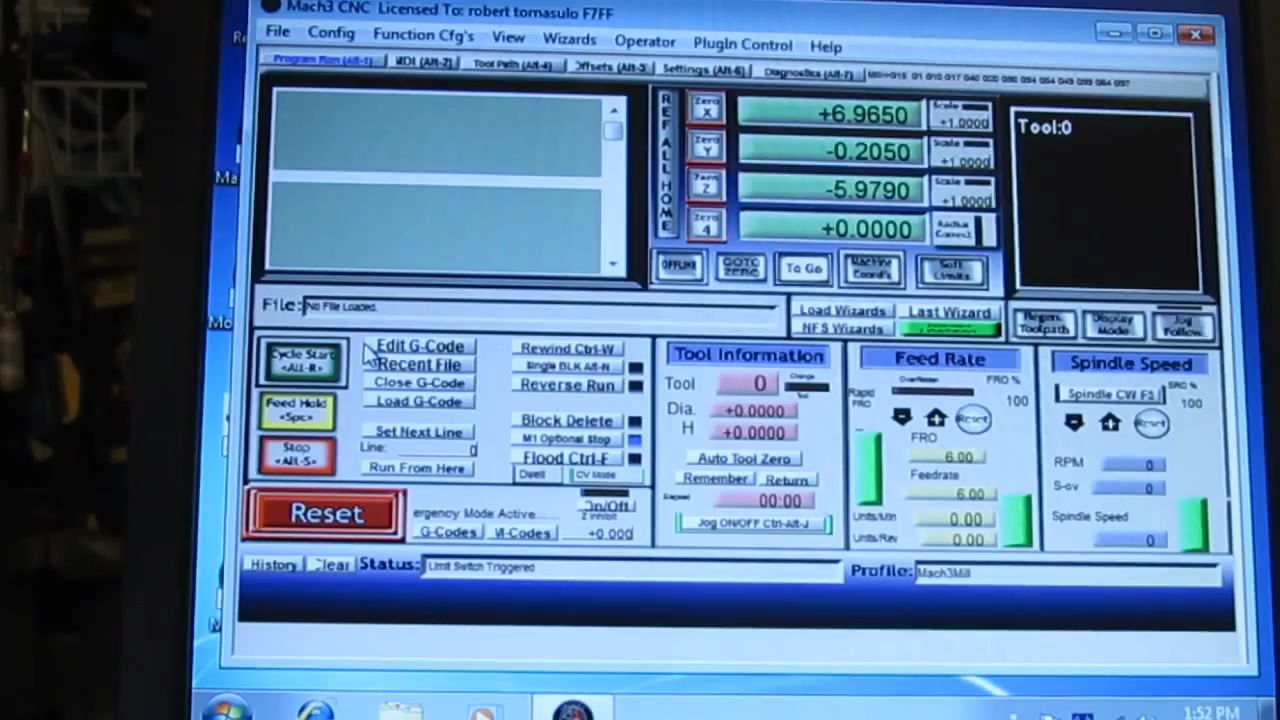 Mach3 CNC Licensed To: robert tomasulo F7FF
File Config Function Cfg's View Wizards Operator PlugIn Control Help
Program Run (Alt-1) MDI (Alt-2) Tool Path (Alt-4) Offsets (Alt-5) Settings (Alt-6) Diagnostics (Alt-7)
REF ALL HOME
Zero X +6.9650 Scale +1.0000
Zero Y -0.2050 Scale +1.0000
Zero Z -5.9790 Scale +1.0000
Zero 4 +0.0000 Radius Correct
Tool:0
OFFLINE GOTO ZERO To Go Machine Coord's Soft Limits
File: No File Loaded.
Load Wizards Last Wizard
NFS Wizards
Regen. Toolpath Display Mode Jog Follow
Cycle Start <Alt-R>
Feed Hold <Spc>
Stop <Alt-S>
Edit G-Code
Recent File
Close G-Code
Load G-Code
Set Next Line
Line: 0
Run From Here
Rewind Ctrl-W
Single BLK Alt-N
Reverse Run
Block Delete
M1 Optional Stop
Flood Ctrl-F
Dwell CV Mode
Reset
ergency Mode Active.....
G-Codes M-Codes
On/Off
Z Inhibit
+0.000
Tool Information
Tool 0 Change Tool
Dia. +0.0000
H +0.0000
Auto Tool Zero
Remember Return
Elapsed 00:00
Jog ON/OFF Ctrl-Alt-J
Feed Rate
OverRidden FRO %
Rapid FRO 100
Reset
FRO
6.00
Feedrate
6.00
Units/Min 0.00
Units/Rev 0.00
Spindle Speed
Spindle CW F5 SRO %
100
Reset
RPM 0
S-ov 0
Spindle Speed
0
History Clear Status: Limit Switch Triggered Profile: Mach3Mill
1:52 PM